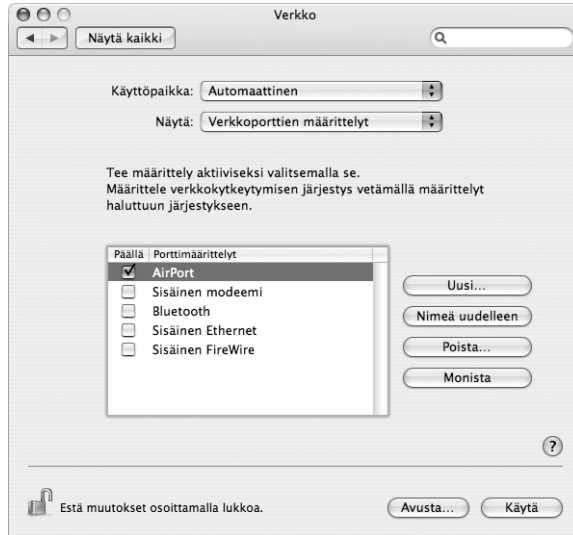 Verkko
Näytä kaikki
Käyttöpaikka: Automaattinen
Näytä: Verkkoporttien määrittelyt
Tee määrittely aktiiviseksi valitsemalla se.
Määrittele verkkokytkeytymisen järjestys vetämällä määrittelyt
haluttuun järjestykseen.
Päällä Porttimäärittelyt
AirPort
Sisäinen modeemi
Bluetooth
Sisäinen Ethernet
Sisäinen FireWire
Uusi...
Nimeä uudelleen
Poista...
Monista
?
Estä muutokset osoittamalla lukkoa.
Avusta... Käytä